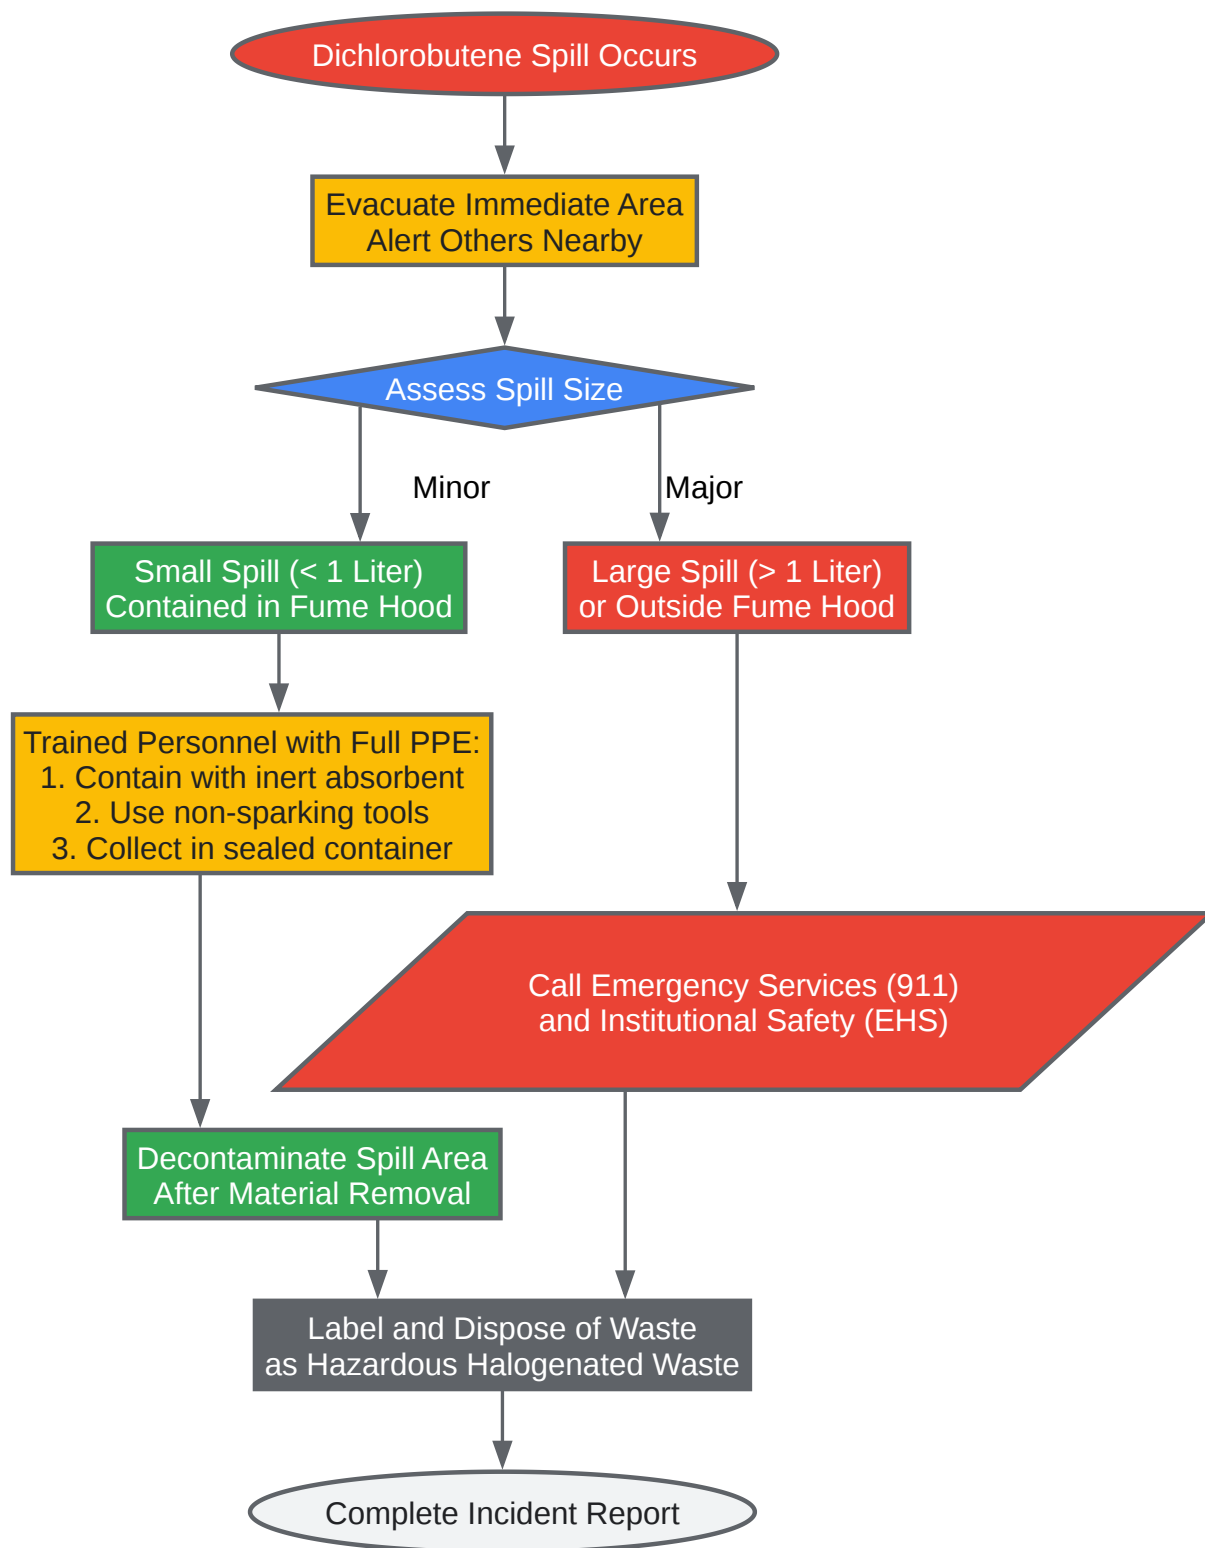 Dichlorobutene Spill Occurs
Evacuate Immediate Area
Alert Others Nearby
Assess Spill Size
Minor
Major
Small Spill (< 1 Liter)
Contained in Fume Hood
Large Spill (> 1 Liter)
or Outside Fume Hood
Trained Personnel with Full PPE:
1. Contain with inert absorbent
2. Use non-sparking tools
3. Collect in sealed container
Call Emergency Services (911)
and Institutional Safety (EHS)
Decontaminate Spill Area
After Material Removal
Label and Dispose of Waste
as Hazardous Halogenated Waste
Complete Incident Report